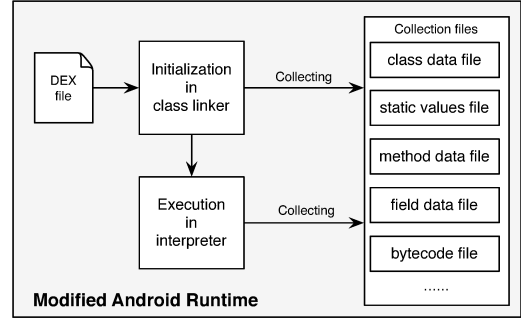 DEX
file
Initialization
in
class linker
Collecting
Execution
in
interpreter
Collecting
Collection files
class data file
static values file
method data file
field data file
bytecode file
......
Modified Android Runtime